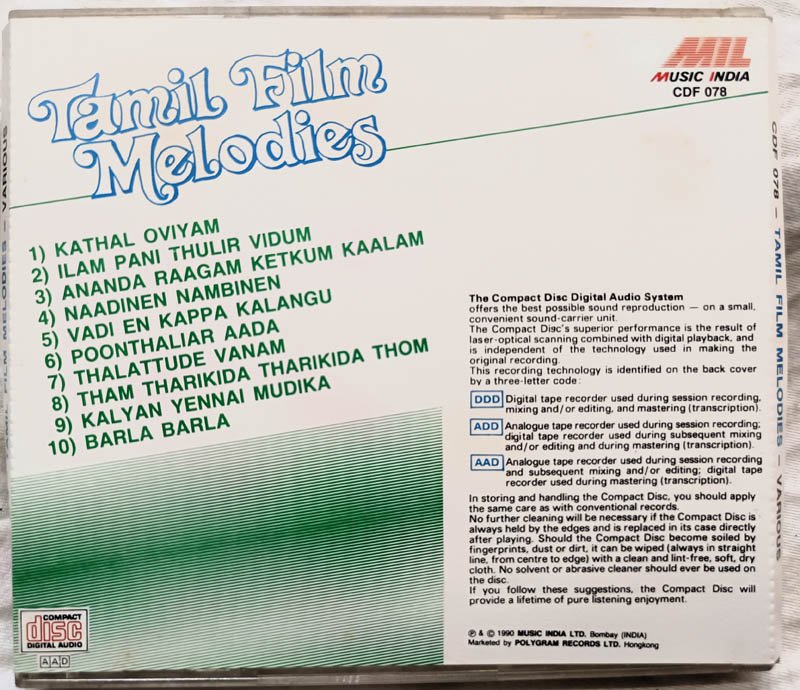 Tamil Film
Melodies
MIL
MUSIC INDIA
CDF 078
1) KATHAL OVIYAM
2) ILAM PANI THULIR VIDUM
3) ANANDA RAAGAM KETKUM KAALAM
4) NAADINEN NAMBINEN
5) VADI EN KAPPA KALANGU
6) POONTHALIAR AADA
7) THALATTUDE VANAM
8) THAM THARIKIDA THARIKIDA THOM
9) KALYAN YENNAI MUDIKA
10) BARLA BARLA
The Compact Disc Digital Audio System
offers the best possible sound reproduction — on a small,
convenient sound-carrier unit.
The Compact Disc's superior performance is the result of
laser-optical scanning combined with digital playback, and
is independent of the technology used in making the
original recording.
This recording technology is identified on the back cover
by a three-letter code:
DDD Digital tape recorder used during session recording,
mixing and/or editing, and mastering (transcription).
ADD Analogue tape recorder used during session recording;
digital tape recorder used during subsequent mixing
and/or editing and during mastering (transcription).
AAD Analogue tape recorder used during session recording
and subsequent mixing and/or editing; digital tape
recorder used during mastering (transcription).
In storing and handling the Compact Disc, you should apply
the same care as with conventional records.
No further cleaning will be necessary if the Compact Disc is
always held by the edges and is replaced in its case directly
after playing. Should the Compact Disc become soiled by
fingerprints, dust or dirt, it can be wiped (always in straight
line, from centre to edge) with a clean and lint-free, soft, dry
cloth. No solvent or abrasive cleaner should ever be used on
the disc.
If you follow these suggestions, the Compact Disc will
provide a lifetime of pure listening enjoyment.
℗ & © 1990 MUSIC INDIA LTD. Bombay (INDIA)
Marketed by POLYGRAM RECORDS LTD. Hongkong
COMPACT
disc
DIGITAL AUDIO
AAD
TAMIL FILM MELODIES – VARIOUS
CDF 078 – TAMIL FILM MELODIES – VARIOUS